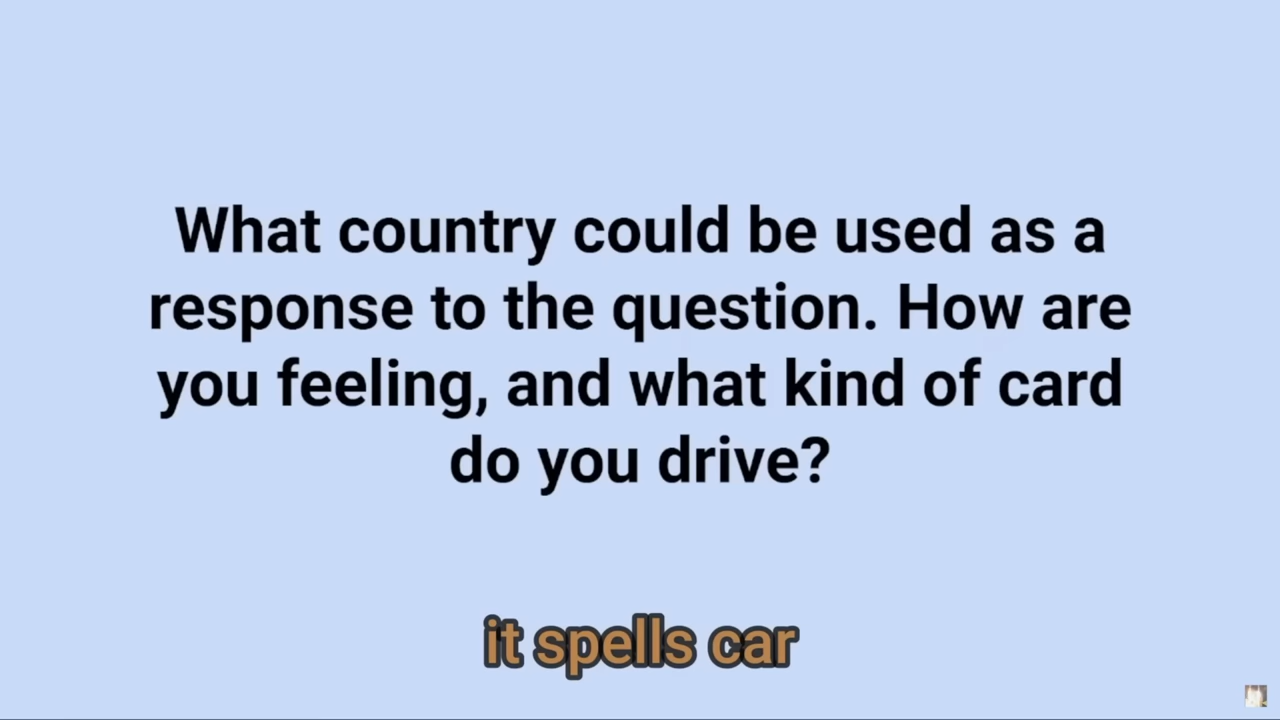 What country could be used as a
response to the question. How are
you feeling, and what kind of card
do you drive?
it spells car